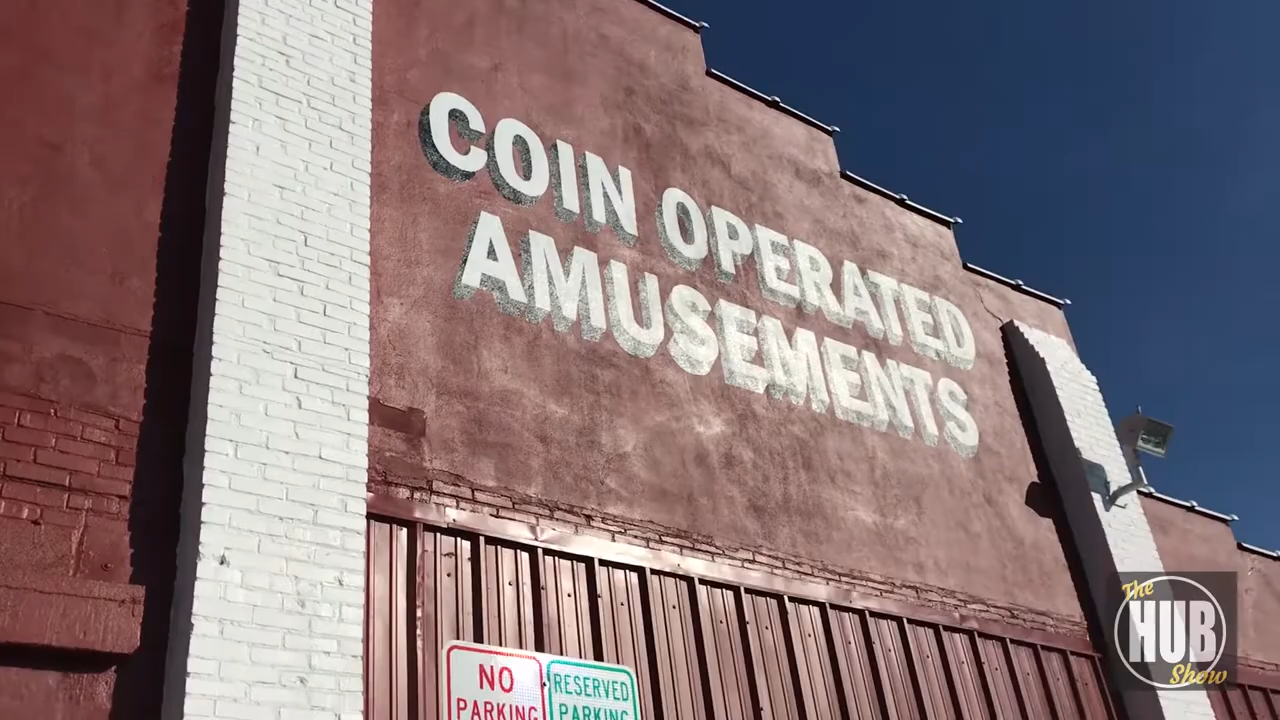 COIN OPERATED
AMUSEMENTS
NO
PARKING
RESERVED
PARKING
The
HUB
Show